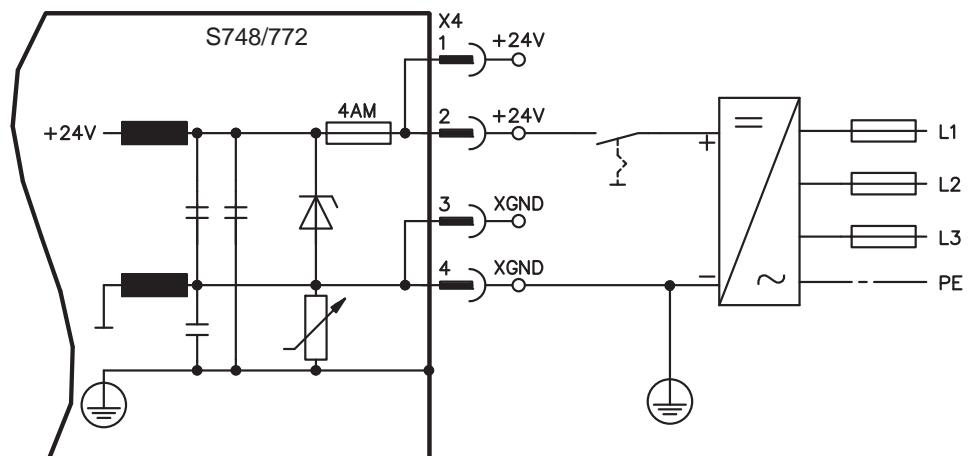 S748/772
X4
1
+24V
4AM
2
+24V
+24V
3
XGND
4
XGND
+
−
L1
L2
L3
PE